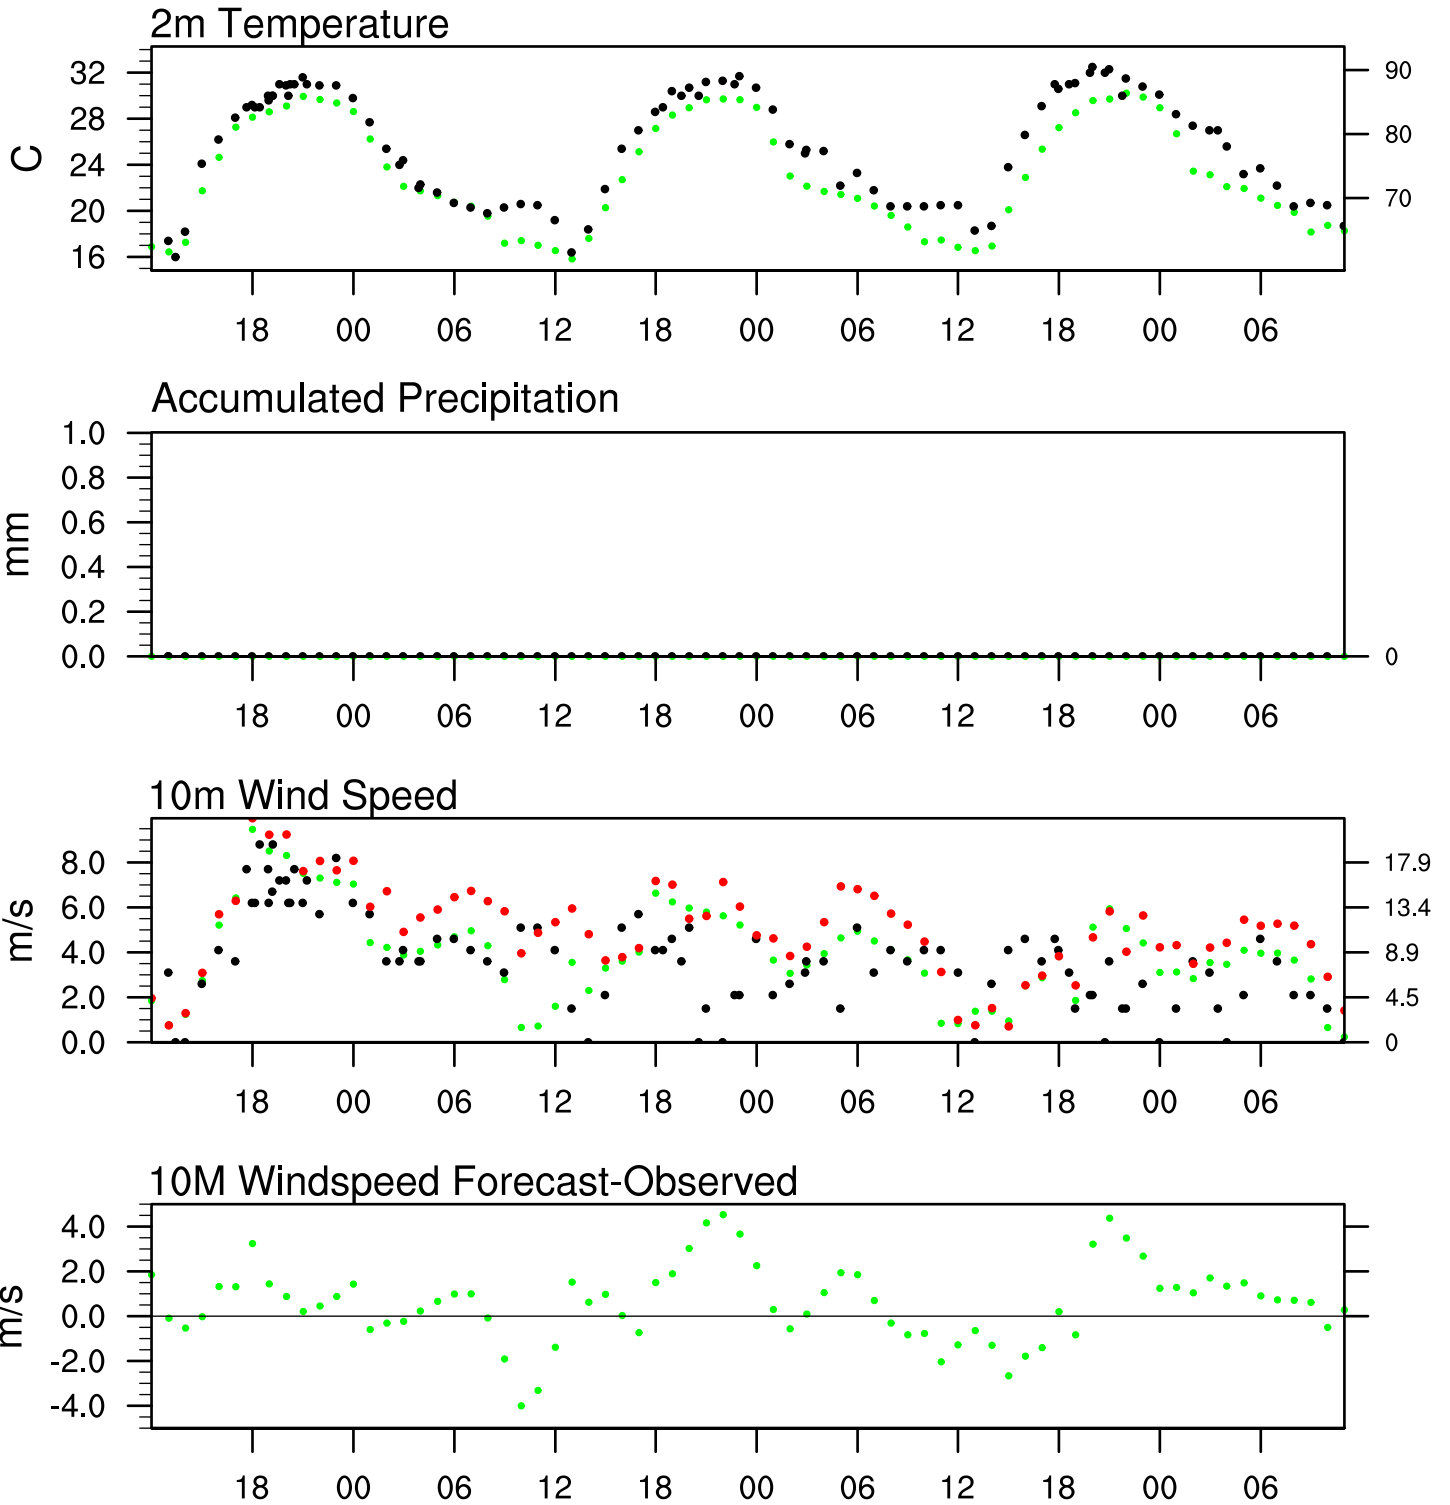 2m Temperature
32
28
24
20
16
C
90
80
70
18 00 06 12 18 00 06 12 18 00 06
Accumulated Precipitation
1.0
0.8
0.6
0.4
0.2
0.0
mm
0
18 00 06 12 18 00 06 12 18 00 06
10m Wind Speed
8.0
6.0
4.0
2.0
0.0
m/s
17.9
13.4
8.9
4.5
0
18 00 06 12 18 00 06 12 18 00 06
10M Windspeed Forecast-Observed
4.0
2.0
0.0
-2.0
-4.0
m/s
18 00 06 12 18 00 06 12 18 00 06